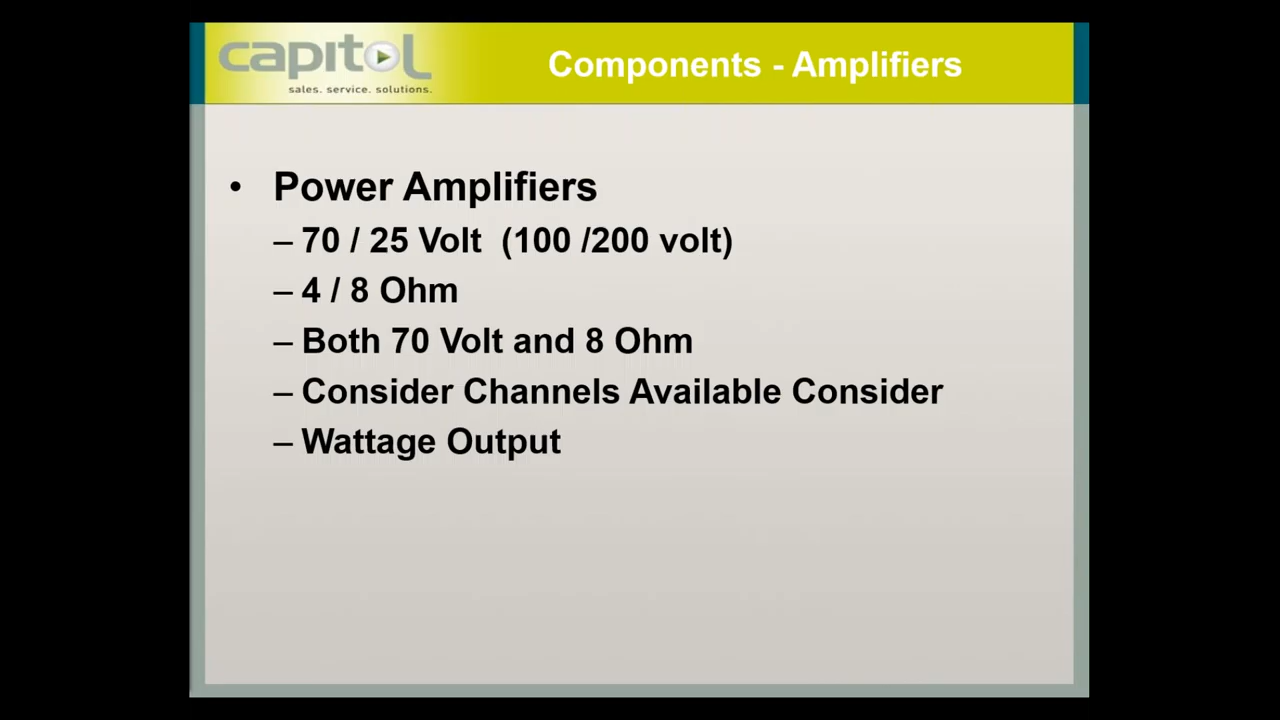 capitol
sales. service. solutions.
Components - Amplifiers
• Power Amplifiers
– 70 / 25 Volt  (100 /200 volt)
– 4 / 8 Ohm
– Both 70 Volt and 8 Ohm
– Consider Channels Available Consider
– Wattage Output